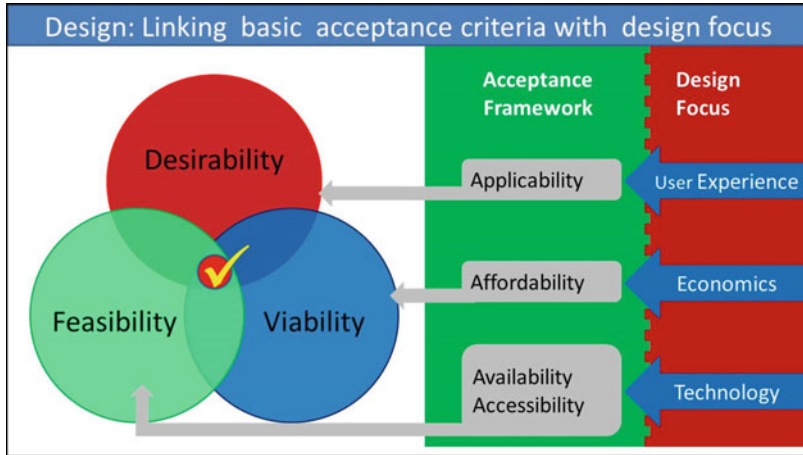 Design: Linking basic acceptance criteria with design focus
Desirability
Feasibility
Viability
Acceptance
Framework
Design
Focus
Applicability
User Experience
Affordability
Economics
Availability
Accessibility
Technology